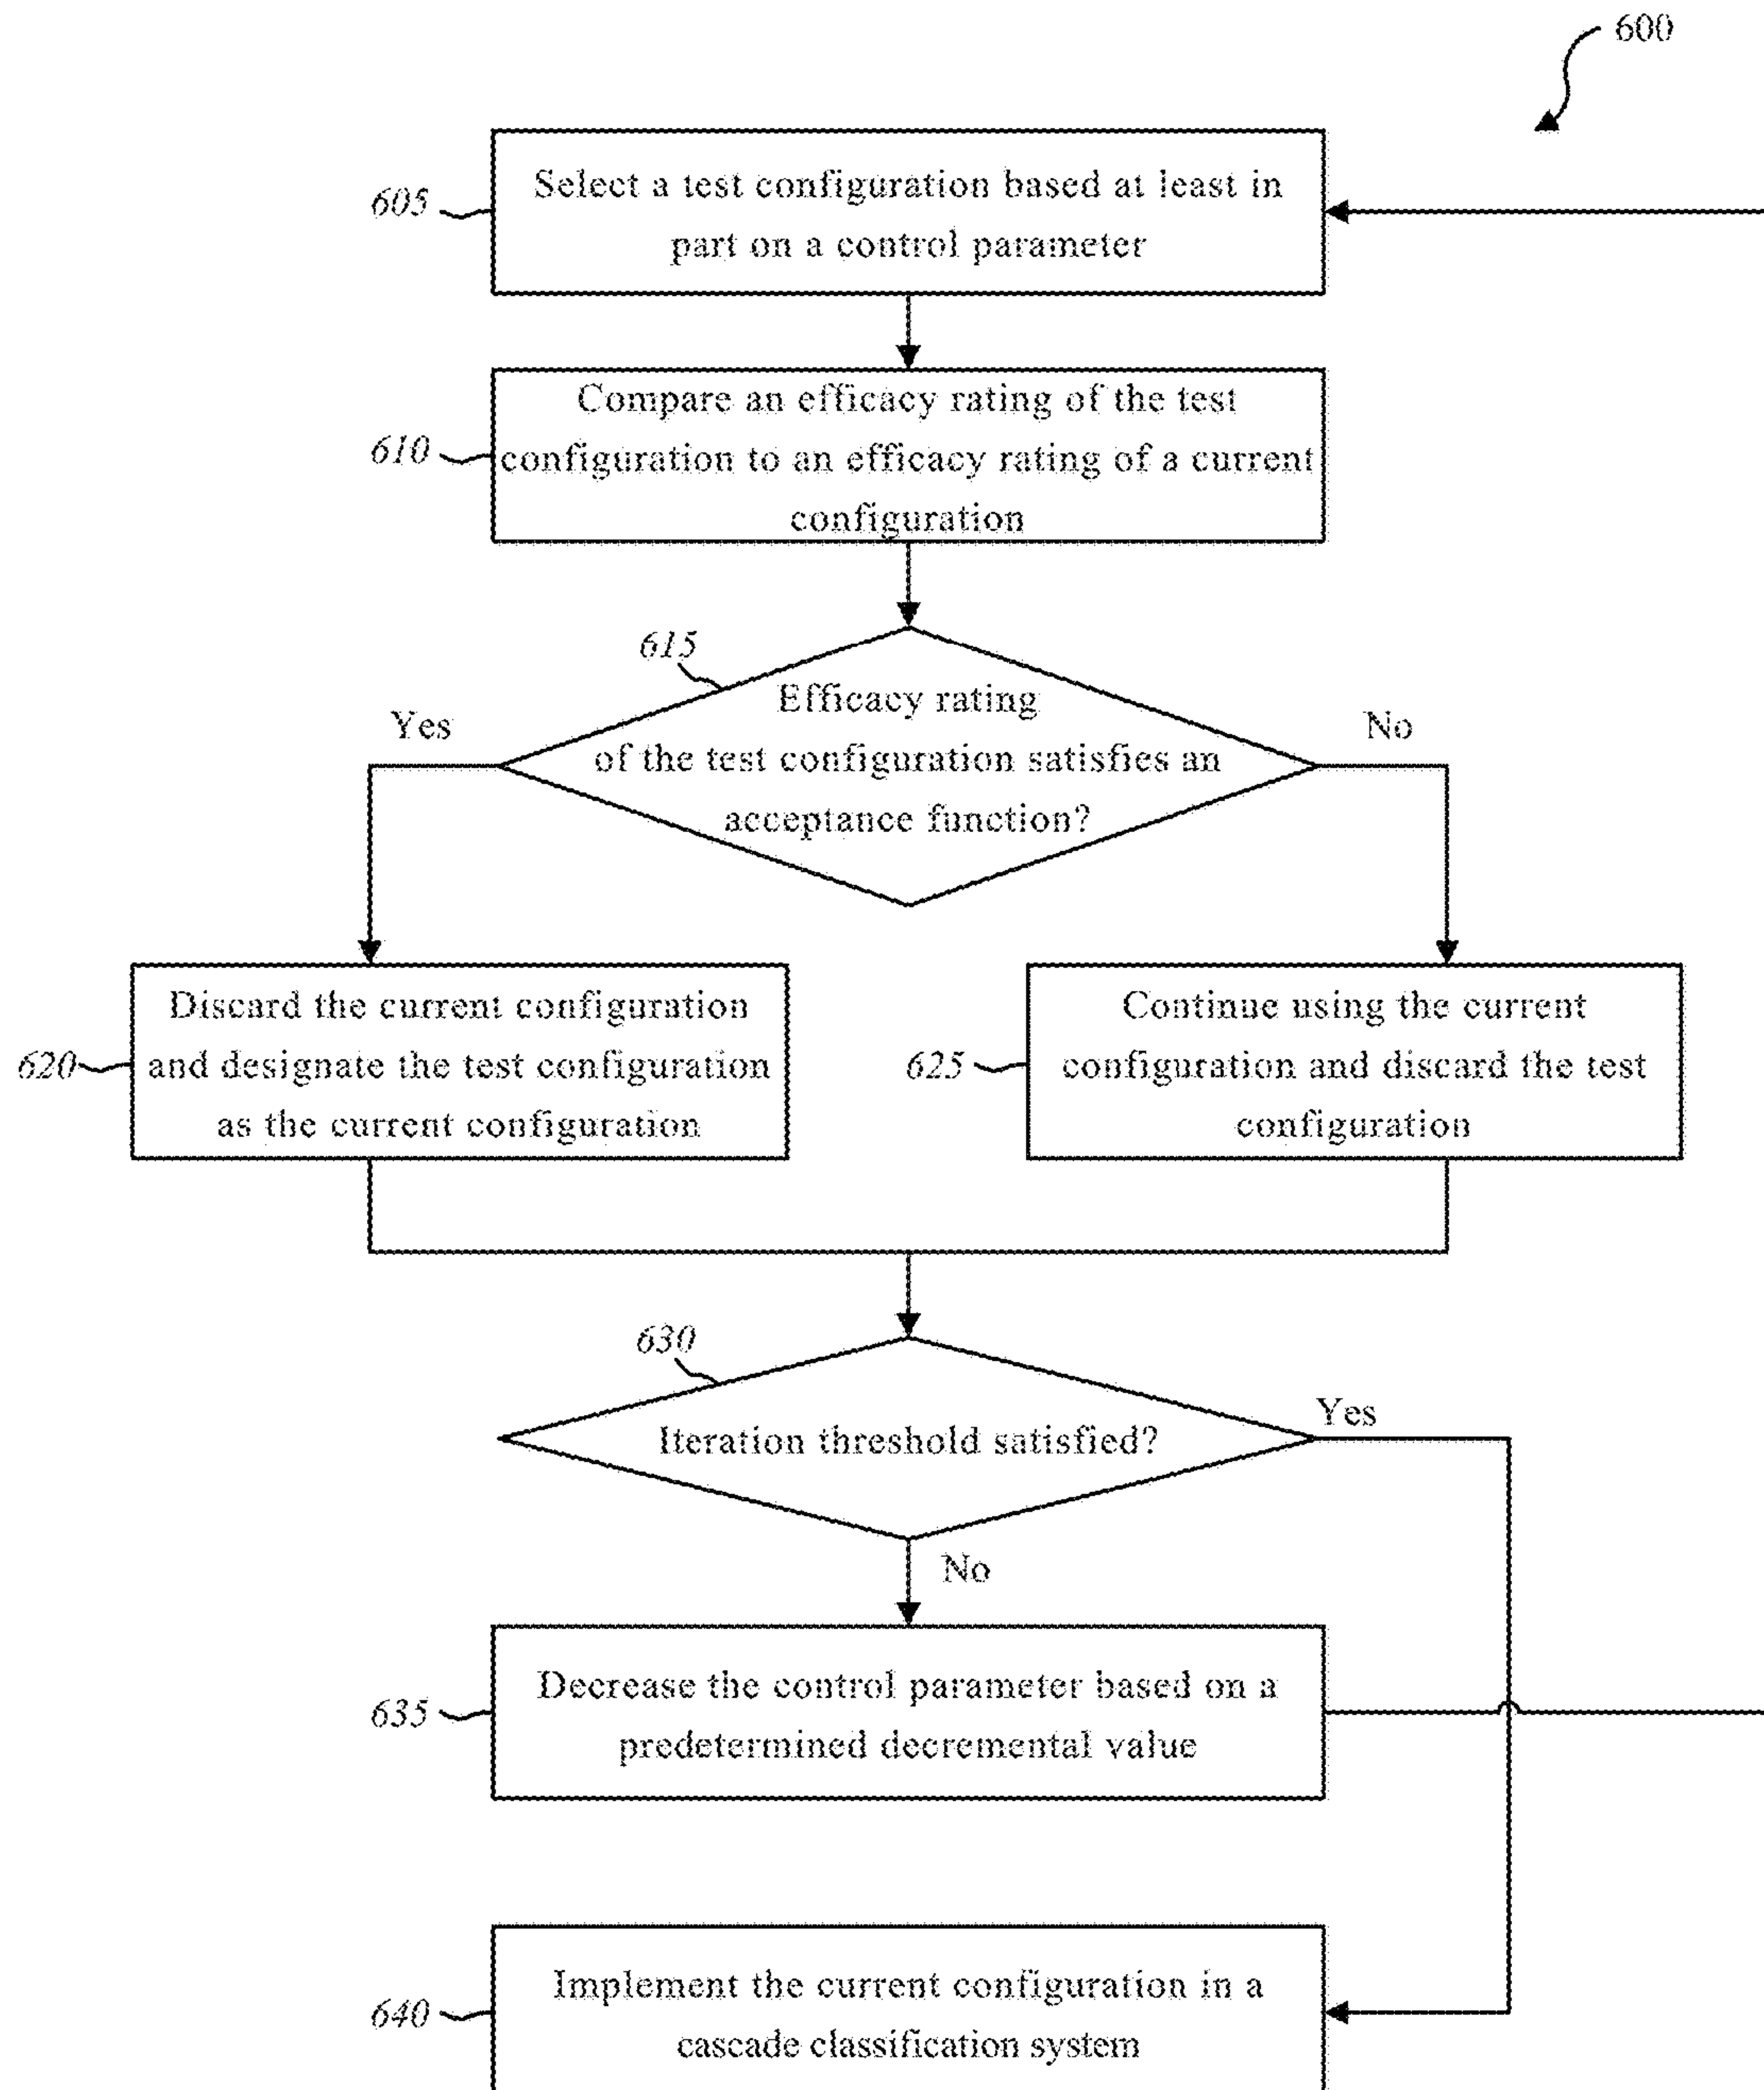 600
605
Select a test configuration based at least in
part on a control parameter
Compare an efficacy rating of the test
610
configuration to an efficacy rating of a current
configuration
615
Efficacy rating
of the test configuration satisfies an
acceptance function?
Yes
No
Discard the current configuration
620
and designate the test configuration
as the current configuration
Continue using the current
625
configuration and discard the test
configuration
630
Iteration threshold satisfied?
Yes
No
635
Decrease the control parameter based on a
predetermined decremental value
640
Implement the current configuration in a
cascade classification system